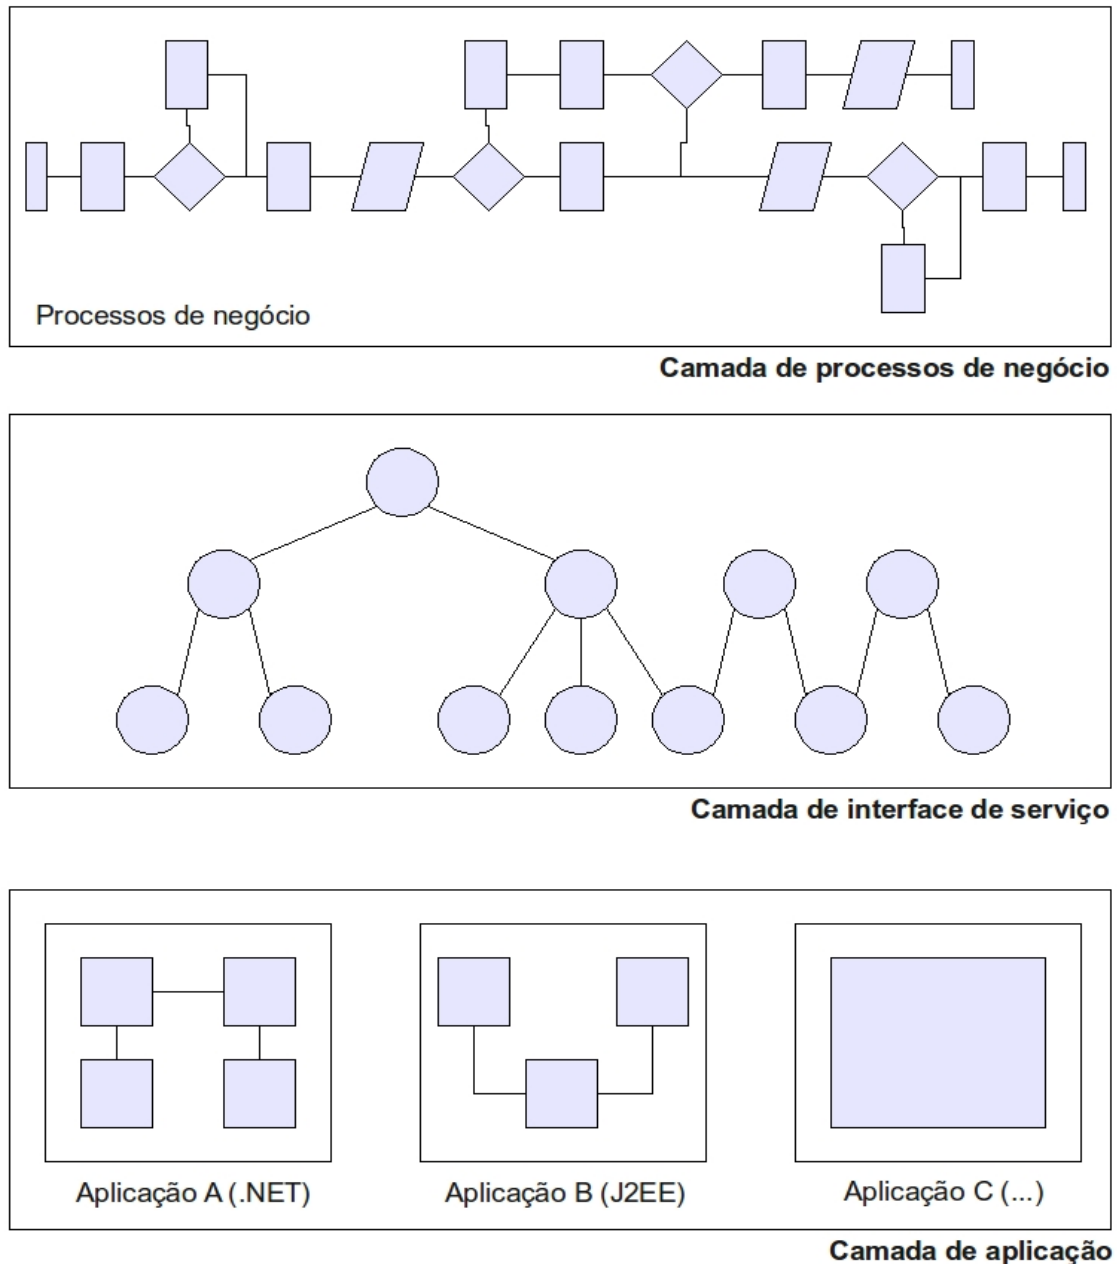 Processos de negócio
Camada de processos de negócio
Camada de interface de serviço
Aplicação A (.NET)
Aplicação B (J2EE)
Aplicação C (...)
Camada de aplicação